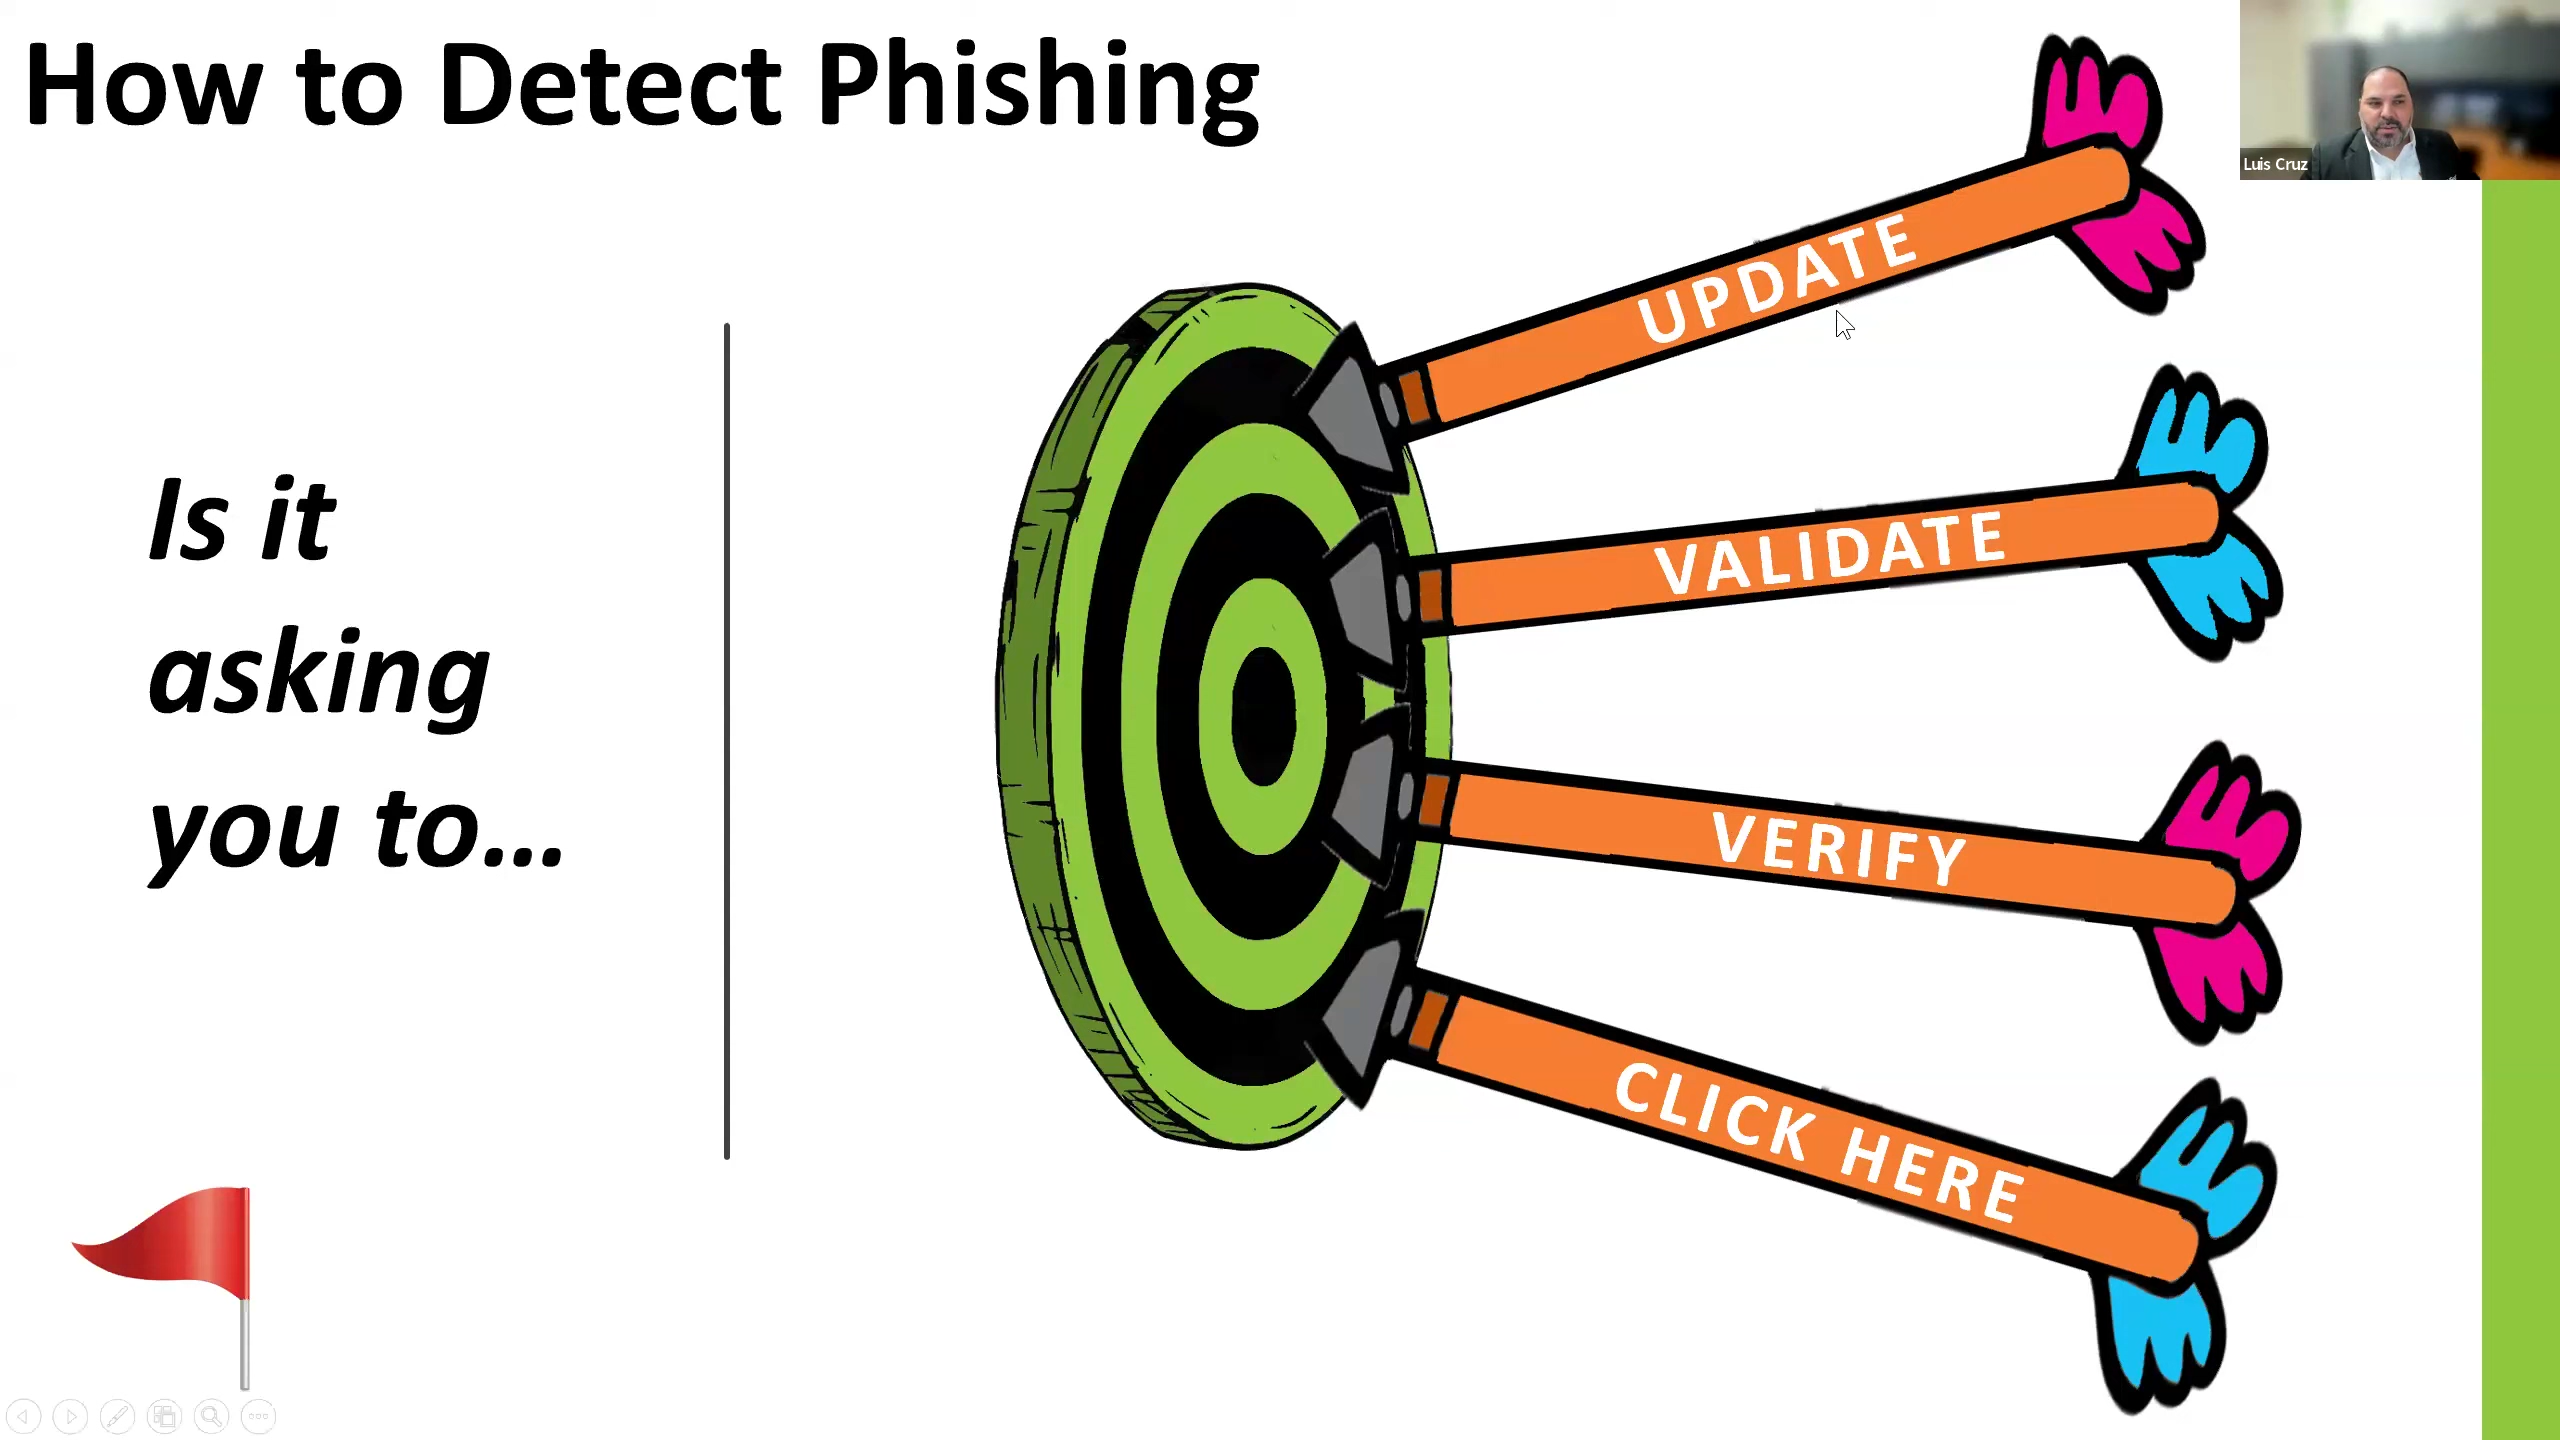 How to Detect Phishing
Luis Cruz
Is it
asking
you to...
UPDATE
VALIDATE
VERIFY
CLICK HERE